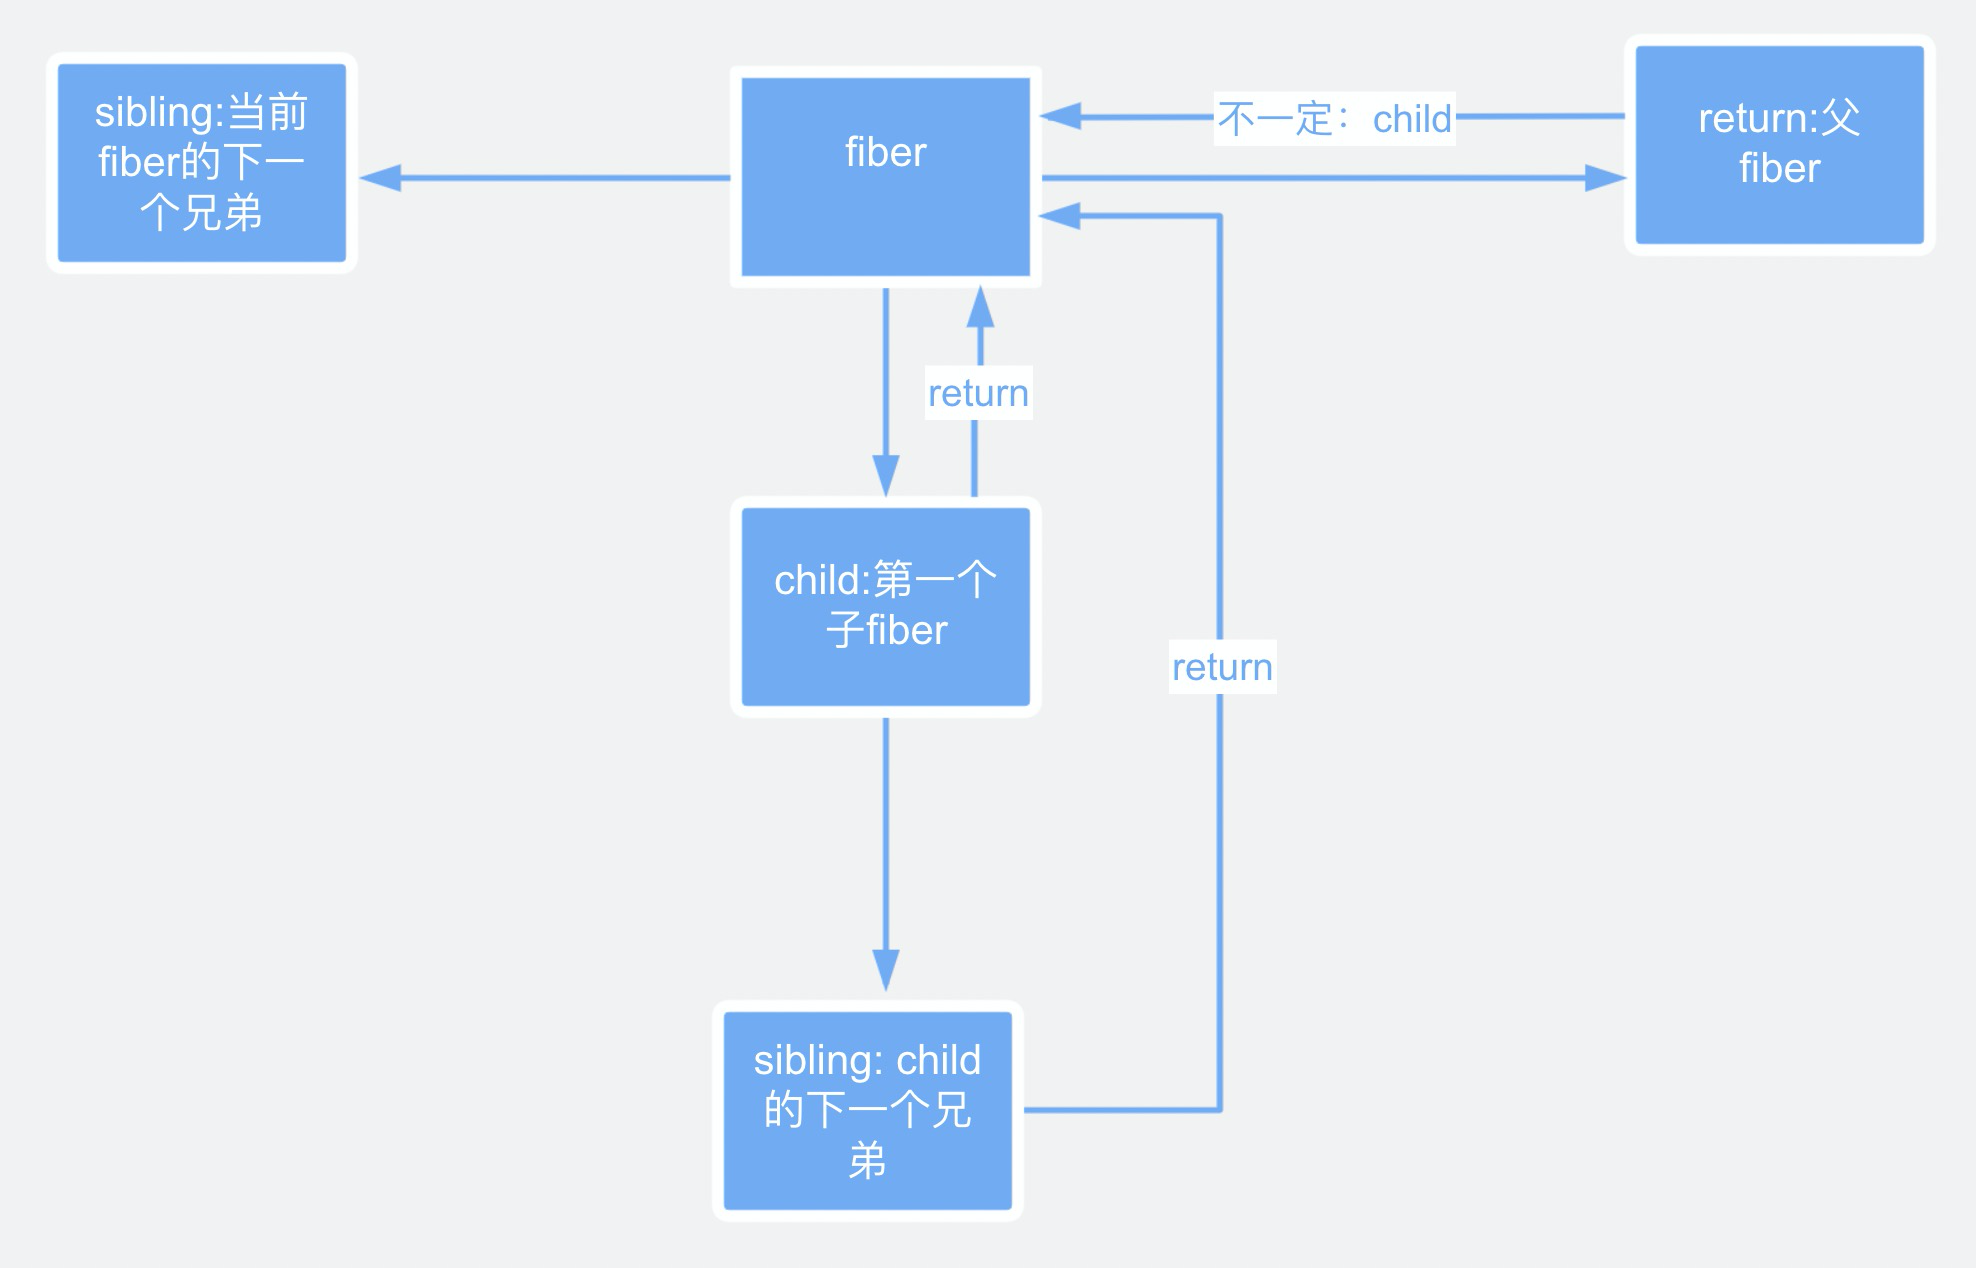 sibling:当前
fiber的下一
个兄弟
fiber
不一定：child
return:父
fiber
return
child:第一个
子fiber
return
sibling: child
的下一个兄
弟